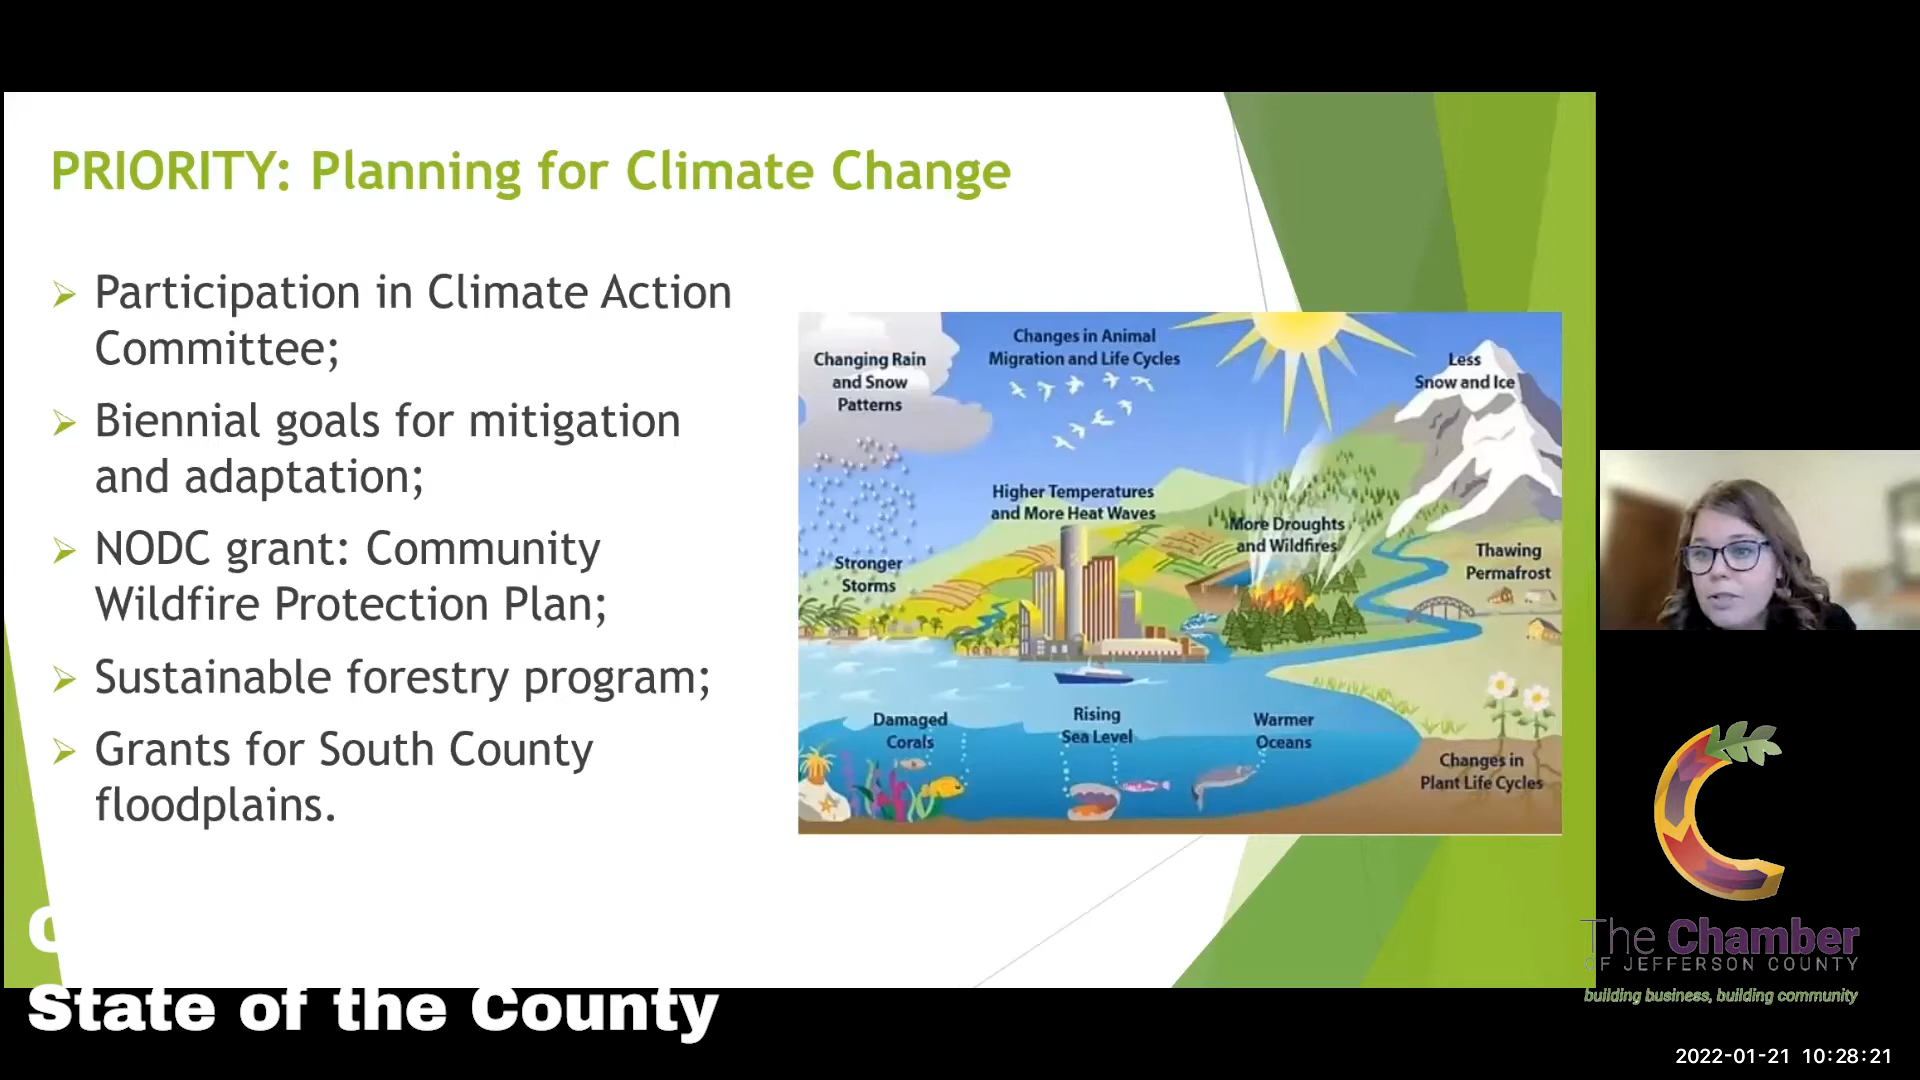 PRIORITY: Planning for Climate Change
Participation in Climate Action
Committee;
Biennial goals for mitigation
and adaptation;
NODC grant: Community
Wildfire Protection Plan;
Sustainable forestry program;
Grants for South County
floodplains.
Changing Rain
and Snow
Patterns
Changes in Animal
Migration and Life Cycles
Less
Snow and Ice
Higher Temperatures
and More Heat Waves
More Droughts
and Wildfires
Stronger
Storms
Thawing
Permafrost
Damaged
Corals
Rising
Sea Level
Warmer
Oceans
Changes in
Plant Life Cycles
State of the County
The Chamber
OF JEFFERSON COUNTY
building business, building community
2022-01-21 10:28:21